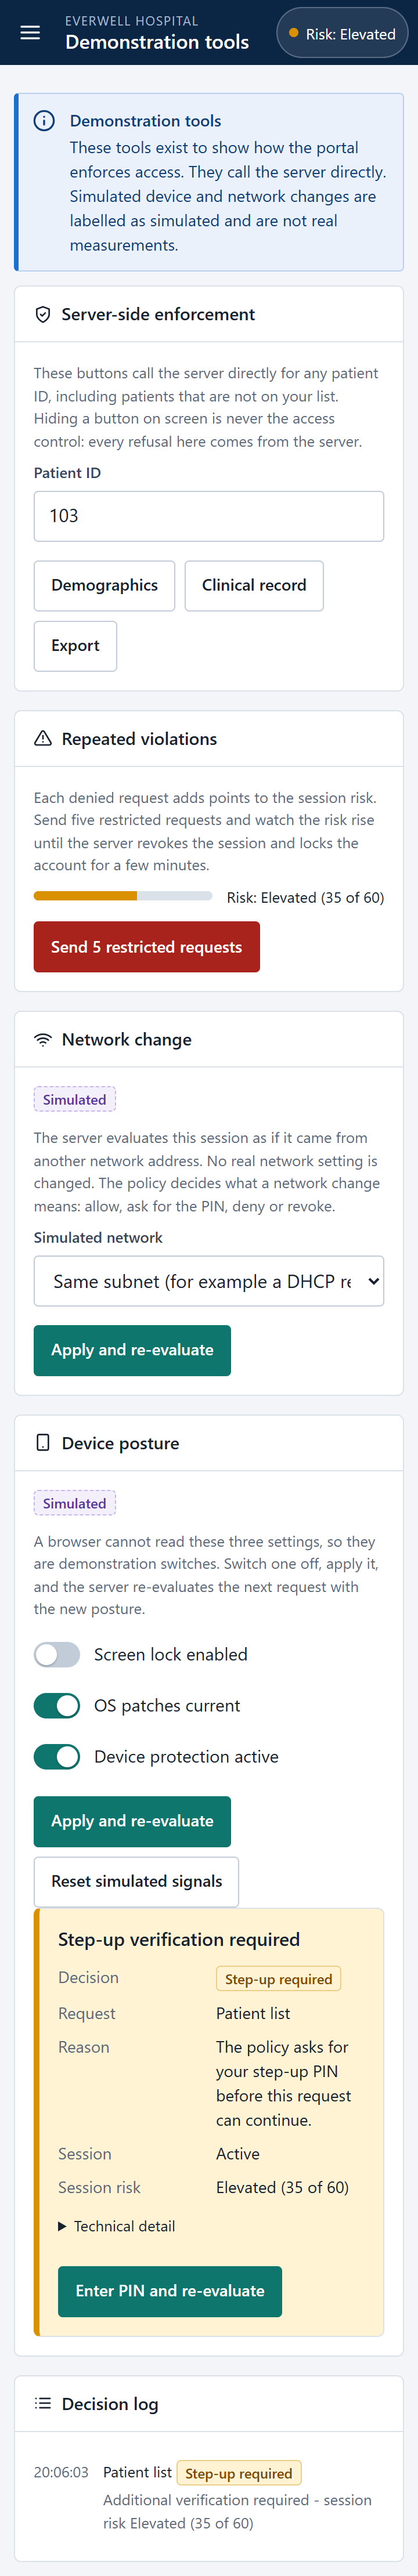 EVERWELL HOSPITAL
Demonstration tools
Risk: Elevated
Demonstration tools
These tools exist to show how the portal
enforces access. They call the server directly.
Simulated device and network changes are
labelled as simulated and are not real
measurements.
Server-side enforcement
These buttons call the server directly for any patient
ID, including patients that are not on your list.
Hiding a button on screen is never the access
control: every refusal here comes from the server.
Patient ID
103
Demographics
Clinical record
Export
Repeated violations
Each denied request adds points to the session risk.
Send five restricted requests and watch the risk rise
until the server revokes the session and locks the
account for a few minutes.
Risk: Elevated (35 of 60)
Send 5 restricted requests
Network change
Simulated
The server evaluates this session as if it came from
another network address. No real network setting is
changed. The policy decides what a network change
means: allow, ask for the PIN, deny or revoke.
Simulated network
Same subnet (for example a DHCP re
Apply and re-evaluate
Device posture
Simulated
A browser cannot read these three settings, so they
are demonstration switches. Switch one off, apply it,
and the server re-evaluates the next request with
the new posture.
Screen lock enabled
OS patches current
Device protection active
Apply and re-evaluate
Reset simulated signals
Step-up verification required
Decision Step-up required
Request Patient list
Reason The policy asks for
your step-up PIN
before this request
can continue.
Session Active
Session risk Elevated (35 of 60)
Technical detail
Enter PIN and re-evaluate
Decision log
20:06:03 Patient list Step-up required
Additional verification required - session
risk Elevated (35 of 60)